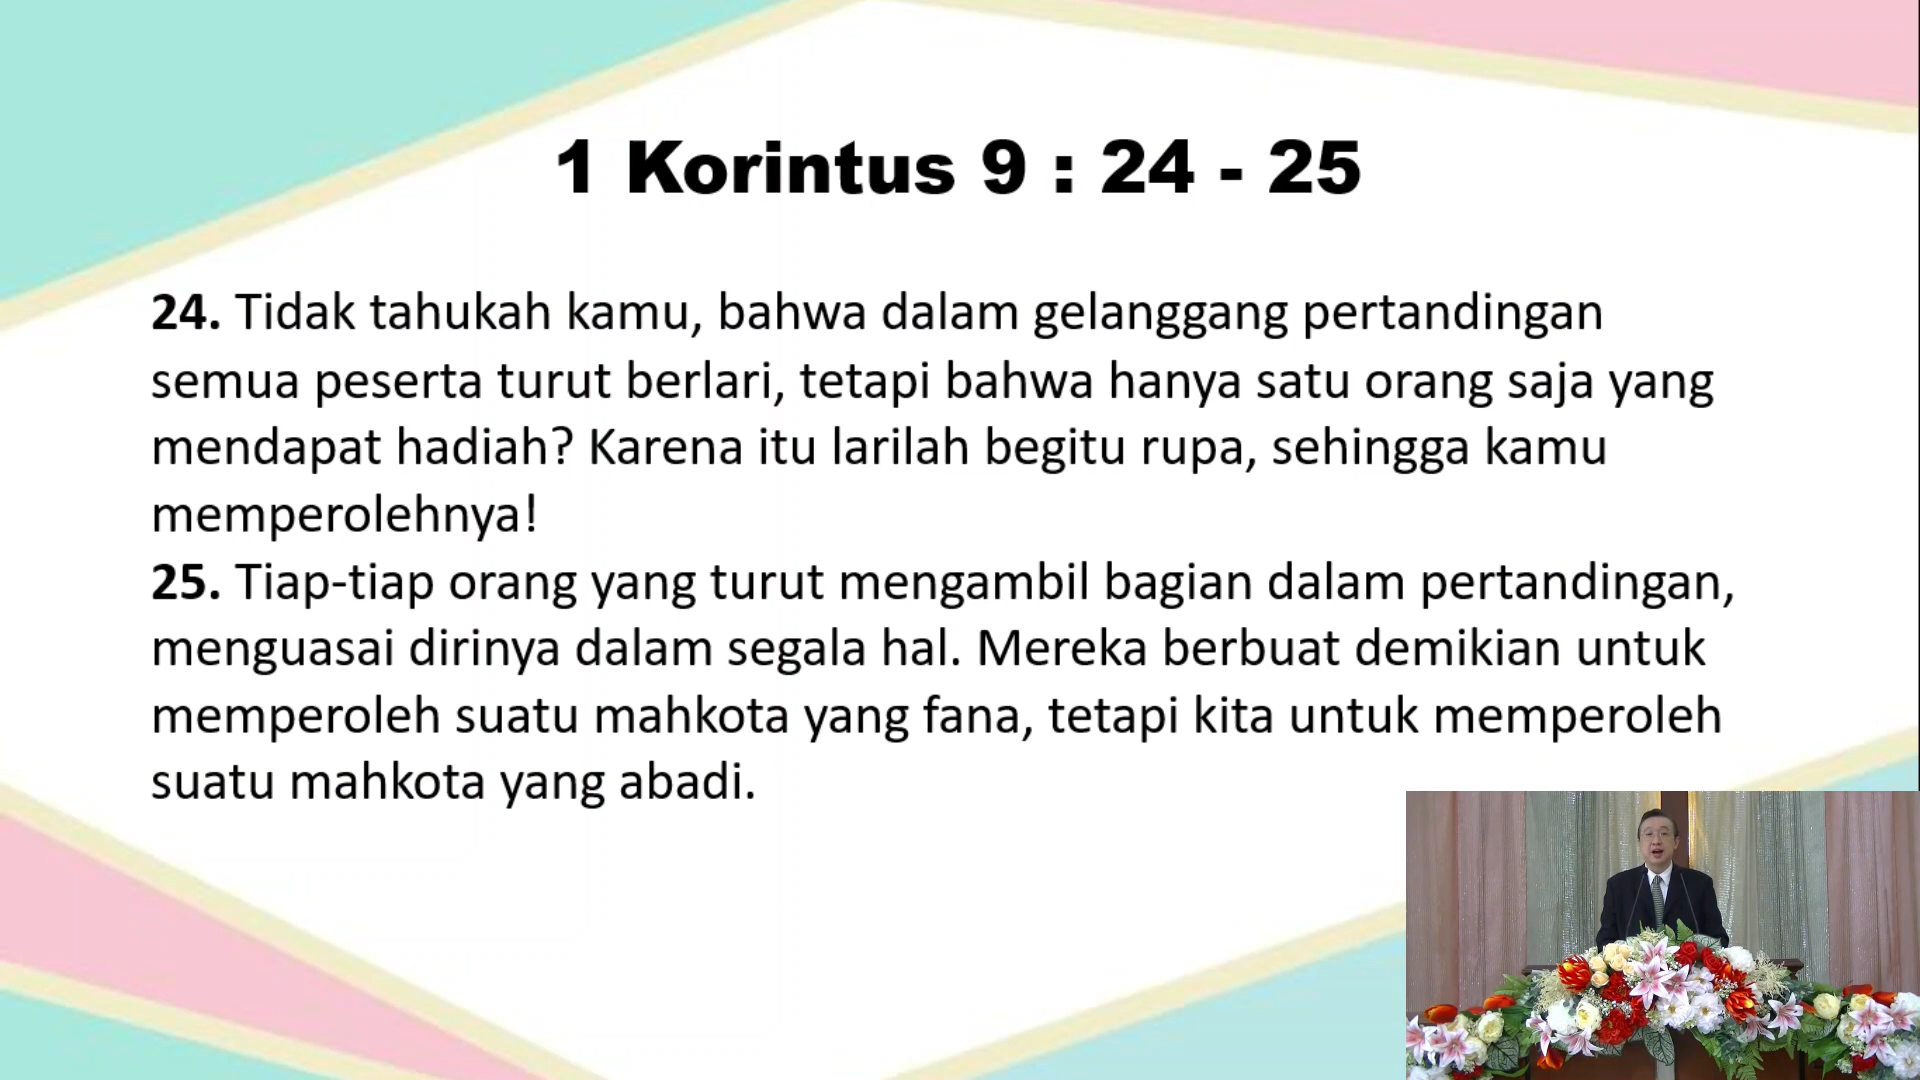 1 Korintus 9 : 24 - 25
24. Tidak tahukah kamu, bahwa dalam gelanggang pertandingan
semua peserta turut berlari, tetapi bahwa hanya satu orang saja yang
mendapat hadiah? Karena itu larilah begitu rupa, sehingga kamu
memperolehnya!
25. Tiap-tiap orang yang turut mengambil bagian dalam pertandingan,
menguasai dirinya dalam segala hal. Mereka berbuat demikian untuk
memperoleh suatu mahkota yang fana, tetapi kita untuk memperoleh
suatu mahkota yang abadi.